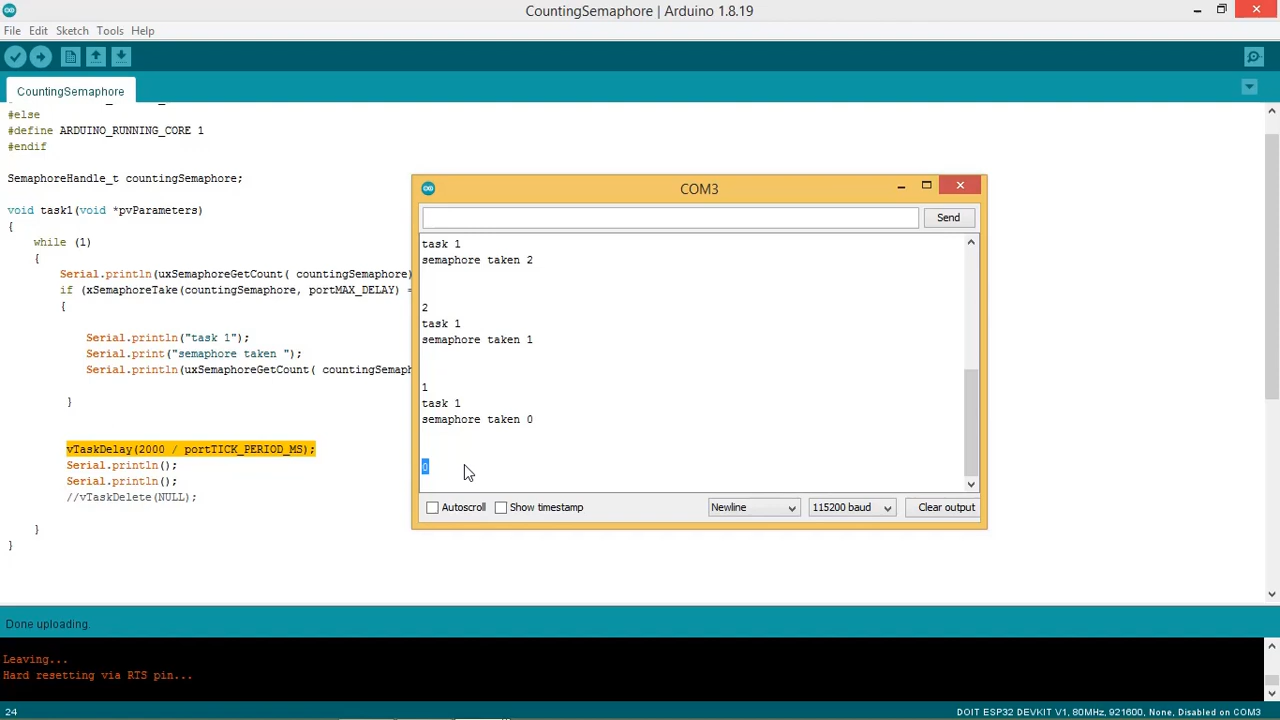 CountingSemaphore | Arduino 1.8.19
File Edit Sketch Tools Help
CountingSemaphore
#else
#define ARDUINO_RUNNING_CORE 1
#endif
SemaphoreHandle_t countingSemaphore;
void task1(void *pvParameters)
{
while (1)
{
Serial.println(uxSemaphoreGetCount( countingSemaphore)
if (xSemaphoreTake(countingSemaphore, portMAX_DELAY) =
{
Serial.println("task 1");
Serial.print("semaphore taken ");
Serial.println(uxSemaphoreGetCount( countingSemaph
}
vTaskDelay(2000 / portTICK_PERIOD_MS);
Serial.println();
Serial.println();
//vTaskDelete(NULL);
}
}
COM3
Send
task 1
semaphore taken 2
2
task 1
semaphore taken 1
1
task 1
semaphore taken 0
0
Autoscroll Show timestamp Newline 115200 baud Clear output
Done uploading.
Leaving...
Hard resetting via RTS pin...
24 DOIT ESP32 DEVKIT V1, 80MHz, 921600, None, Disabled on COM3